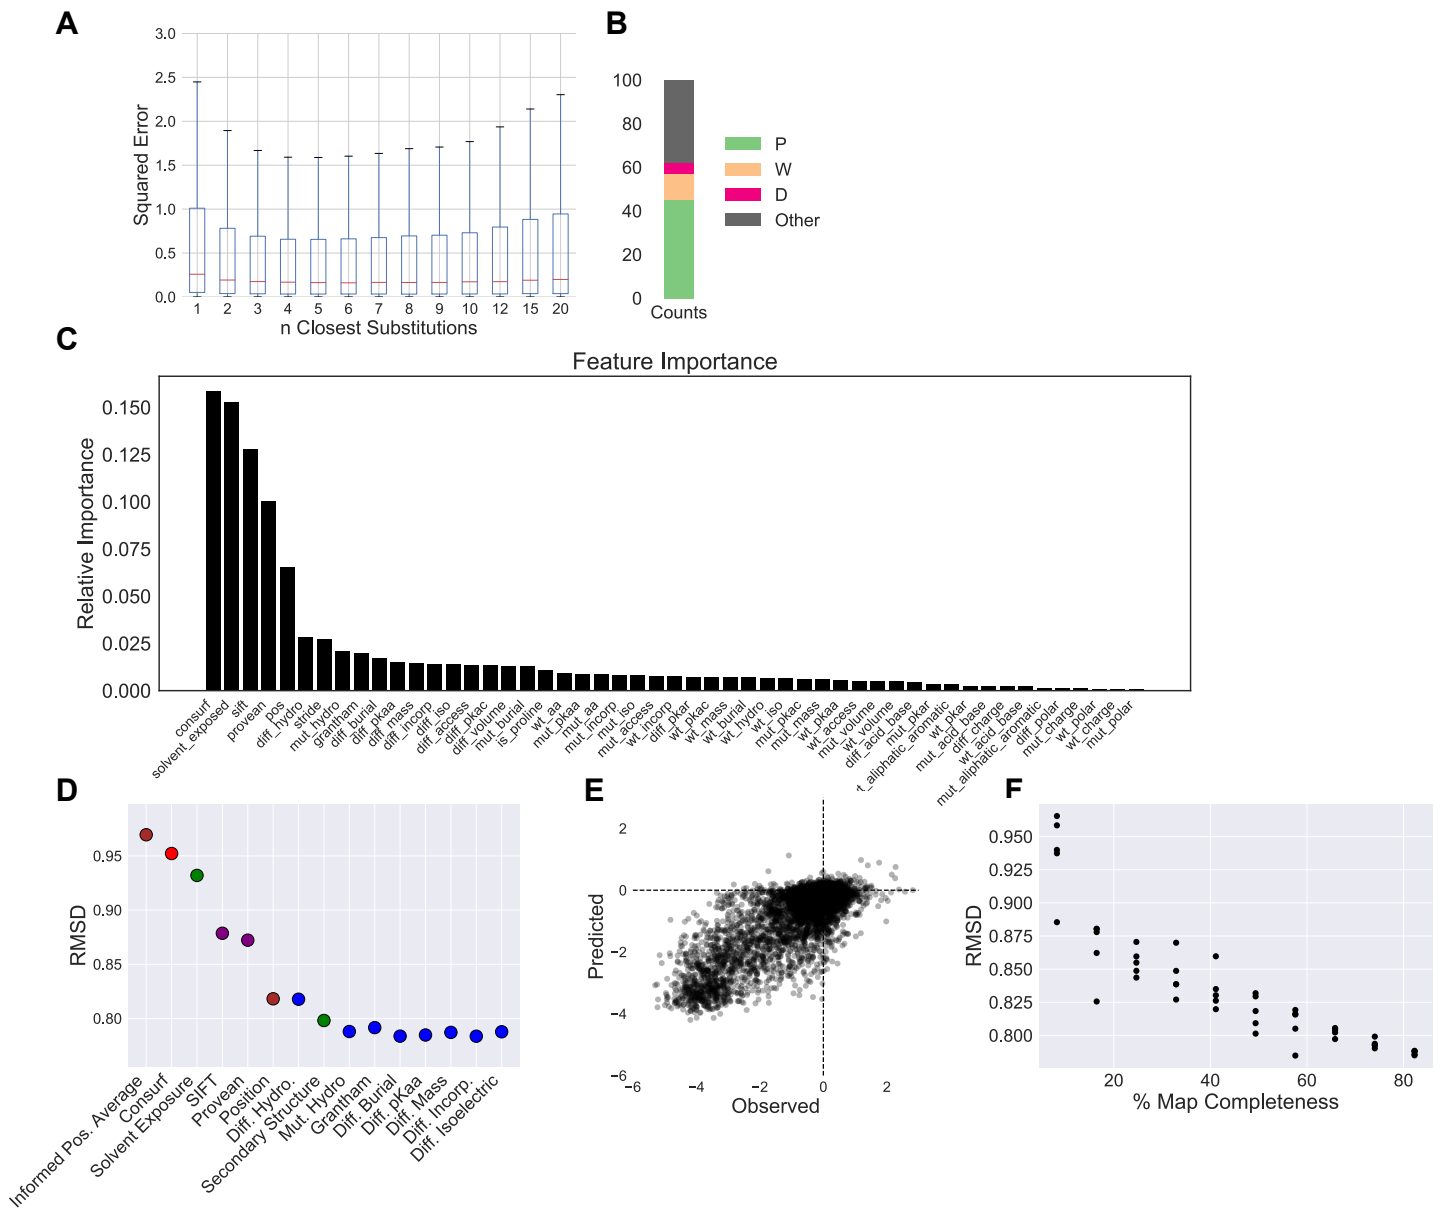 A
3.0
2.5
2.0
1.5
1.0
0.5
0.0
Squared Error
1 2 3 4 5 6 7 8 9 10 12 15 20
n Closest Substitutions
B
100
80
60
40
20
0
Counts
P
W
D
Other
C
Feature Importance
0.150
0.125
0.100
0.075
0.050
0.025
0.000
Relative Importance
consurf
solvent_exposed
sift
provean
pos
diff_hydro
stride
mut_hydro
grantham
diff_burial
diff_pkaa
diff_mass
diff_incorp
diff_iso
diff_access
diff_pkac
diff_volume
mut_burial
is_proline
wt_aa
mut_pkaa
mut_aa
mut_incorp
mut_iso
mut_access
wt_incorp
diff_pkar
wt_pkac
wt_mass
wt_burial
wt_hydro
wt_iso
mut_pkac
mut_mass
wt_pkaa
wt_access
mut_volume
wt_volume
diff_acid_base
mut_pkar
wt_aliphatic_aromatic
wt_pkar
mut_acid_base
diff_charge
wt_acid_base
mut_aliphatic_aromatic
diff_polar
mut_charge
wt_polar
wt_charge
mut_polar
D
0.95
0.90
0.85
0.80
RMSD
Informed Pos. Average
Consurf
Solvent Exposure
SIFT
Provean
Position
Diff. Hydro.
Secondary Structure
Mut. Hydro
Grantham
Diff. Burial
Diff. pKaa
Diff. Mass
Diff. Incorp.
Diff. Isoelectric
E
2
0
−2
−4
−6
Predicted
−6 −4 −2 0 2
Observed
F
0.950
0.925
0.900
0.875
0.850
0.825
0.800
RMSD
20 40 60 80
% Map Completeness